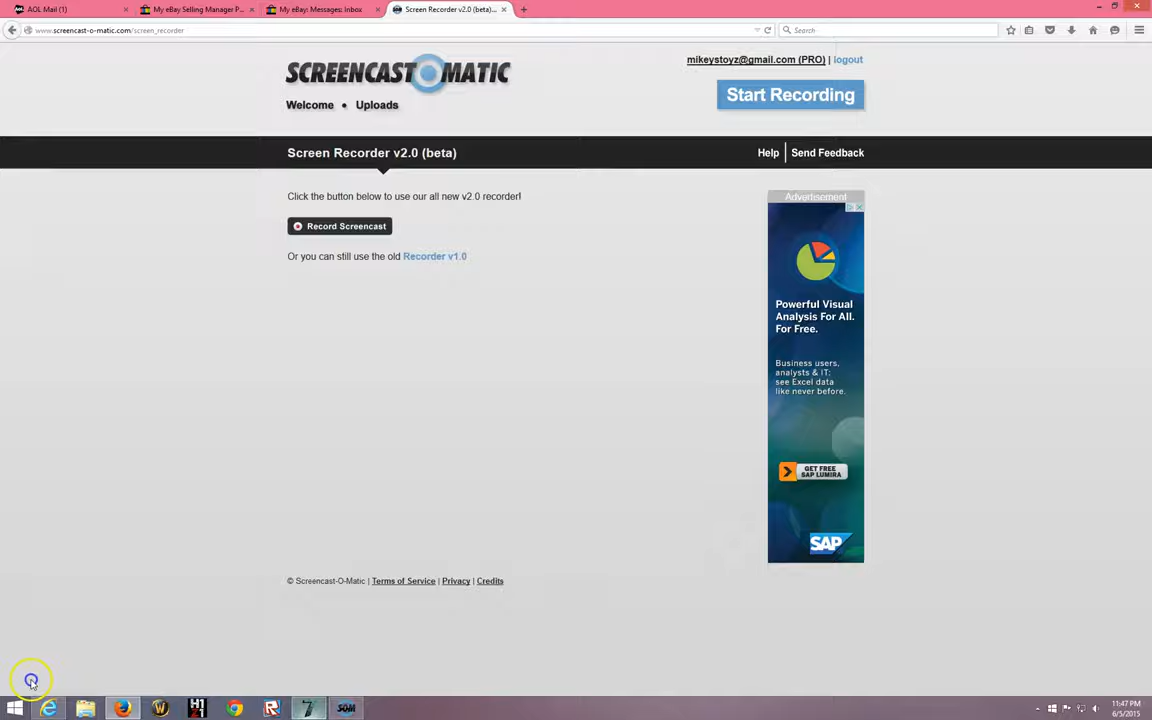 AOL Mail (1)
My eBay Selling Manager P...
My eBay: Messages: Inbox
Screen Recorder v2.0 (beta)...
www.screencast-o-matic.com/screen_recorder
Search
SCREENCAST O MATIC
mikeystoyz@gmail.com (PRO) | logout
Start Recording
Welcome • Uploads
Screen Recorder v2.0 (beta)
Help | Send Feedback
Click the button below to use our all new v2.0 recorder!
Record Screencast
Or you can still use the old Recorder v1.0
Advertisement
Powerful Visual
Analysis For All.
For Free.
Business users,
analysts & IT:
see Excel data
like never before.
GET FREE
SAP LUMIRA
SAP
© Screencast-O-Matic | Terms of Service | Privacy | Credits
SOM
11:47 PM
6/5/2015